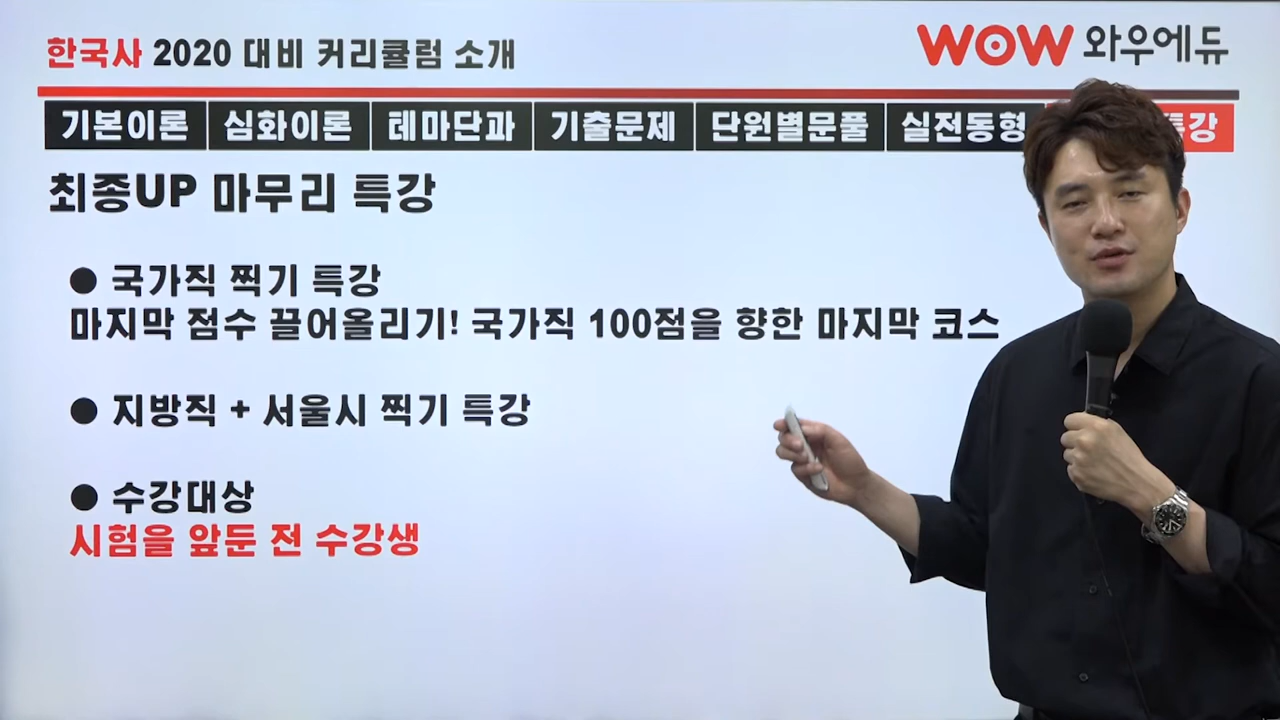 한국사 2020 대비 커리큘럼 소개
WOW 와우에듀
기본이론 심화이론 테마단과 기출문제 단원별문풀 실전동형 특강
최종UP 마무리 특강
● 국가직 찍기 특강
마지막 점수 끌어올리기! 국가직 100점을 향한 마지막 코스
● 지방직 + 서울시 찍기 특강
● 수강대상
시험을 앞둔 전 수강생